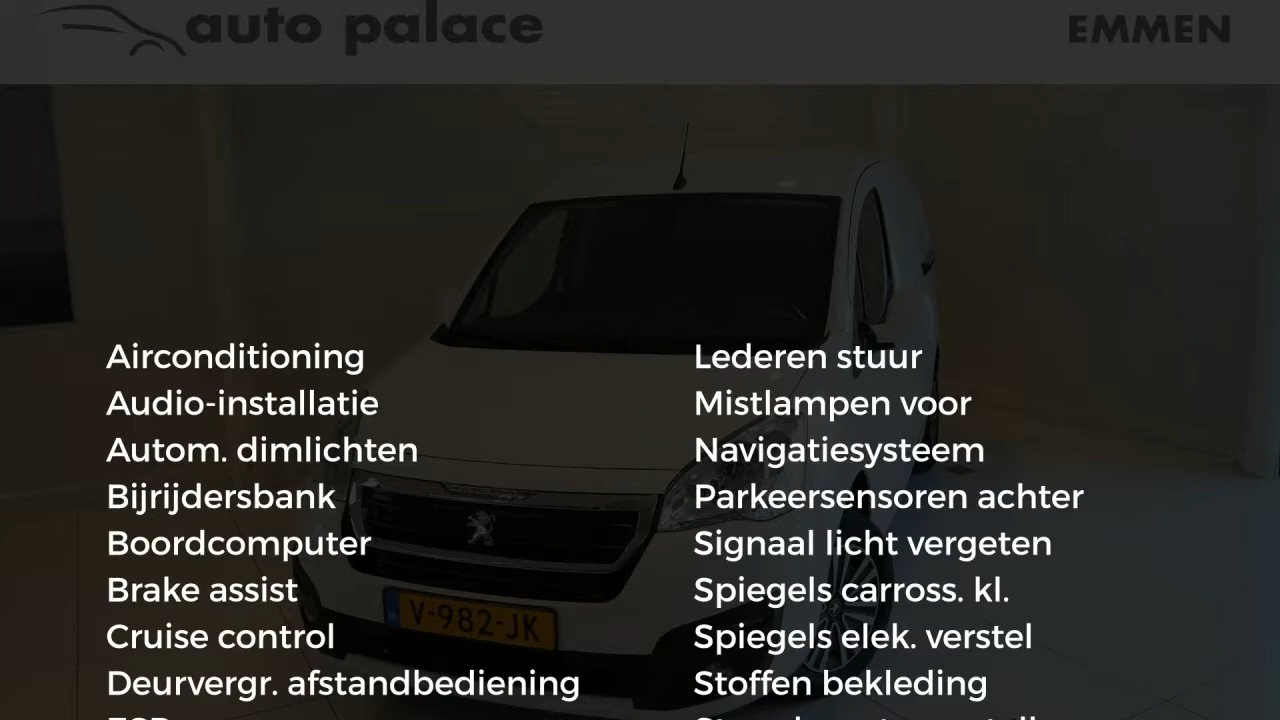 auto palace
EMMEN
Airconditioning
Audio-installatie
Autom. dimlichten
Bijrijdersbank
Boordcomputer
Brake assist
Cruise control
Deurvergr. afstandbediening
Lederen stuur
Mistlampen voor
Navigatiesysteem
Parkeersensoren achter
Signaal licht vergeten
Spiegels carross. kl.
Spiegels elek. verstel
Stoffen bekleding
V-982-JK